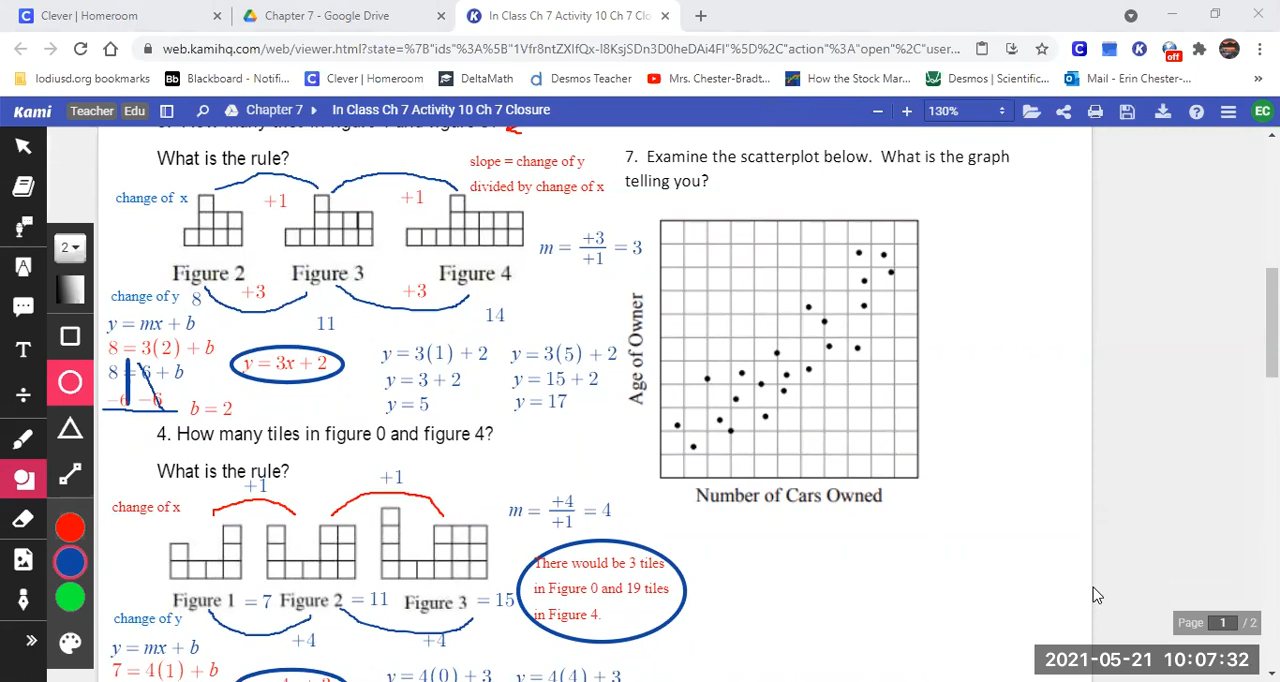 Clever | Homeroom
Chapter 7 - Google Drive
In Class Ch 7 Activity 10 Ch 7 Clo
web.kamihq.com/web/viewer.html?state=%7B"ids"%3A%5B"1Vfr8ntZXIfQx-I8KsjSDn3D0heDAi4FI"%5D%2C"action"%3A"open"%2C"user...
off
lodiusd.org bookmarks
Bb Blackboard - Notifi...
C Clever | Homeroom
DeltaMath
Desmos Teacher
Mrs. Chester-Bradt...
How the Stock Mar...
Desmos | Scientific...
Mail - Erin Chester-...
»
Kami Teacher Edu
Chapter 7
In Class Ch 7 Activity 10 Ch 7 Closure
130%
EC
What is the rule?
slope = change of y
divided by change of x
change of x
+1
+1
m = +3/+1 = 3
Figure 2
Figure 3
Figure 4
change of y
8
+3
+3
11
14
y = mx + b
8 = 3(2) + b
8 = 6 + b
-6 -6
b = 2
y = 3x + 2
y = 3(1) + 2
y = 3 + 2
y = 5
y = 3(5) + 2
y = 15 + 2
y = 17
4. How many tiles in figure 0 and figure 4?
What is the rule?
+1
+1
change of x
m = +4/+1 = 4
Figure 1 = 7
Figure 2 = 11
Figure 3 = 15
There would be 3 tiles
in Figure 0 and 19 tiles
in Figure 4.
change of y
+4
+4
y = mx + b
7 = 4(1) + b
y = 4(0) + 3
y = 4(4) + 3
7. Examine the scatterplot below. What is the graph
telling you?
Age of Owner
Number of Cars Owned
2
T
Page 1 / 2
2021-05-21 10:07:32